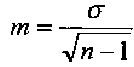 m = σ / √(n − 1)